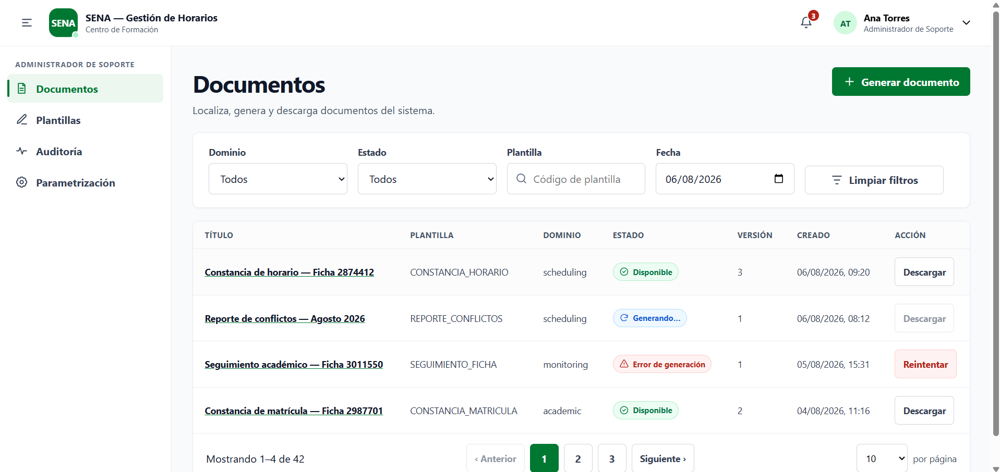 SENA
SENA — Gestión de Horarios
Centro de Formación
3
AT
Ana Torres
Administrador de Soporte
ADMINISTRADOR DE SOPORTE
Documentos
Plantillas
Auditoría
Parametrización
Documentos
Localiza, genera y descarga documentos del sistema.
+ Generar documento
Dominio Estado Plantilla Fecha
Todos Todos Código de plantilla 06/08/2026 Limpiar filtros
TÍTULO PLANTILLA DOMINIO ESTADO VERSIÓN CREADO ACCIÓN
Constancia de horario — Ficha 2874412 CONSTANCIA_HORARIO scheduling Disponible 3 06/08/2026, 09:20 Descargar
Reporte de conflictos — Agosto 2026 REPORTE_CONFLICTOS scheduling Generando... 1 06/08/2026, 08:12 Descargar
Seguimiento académico — Ficha 3011550 SEGUIMIENTO_FICHA monitoring Error de generación 1 05/08/2026, 15:31 Reintentar
Constancia de matrícula — Ficha 2987701 CONSTANCIA_MATRICULA academic Disponible 2 04/08/2026, 11:16 Descargar
Mostrando 1–4 de 42 ‹ Anterior 1 2 3 Siguiente › 10 por página